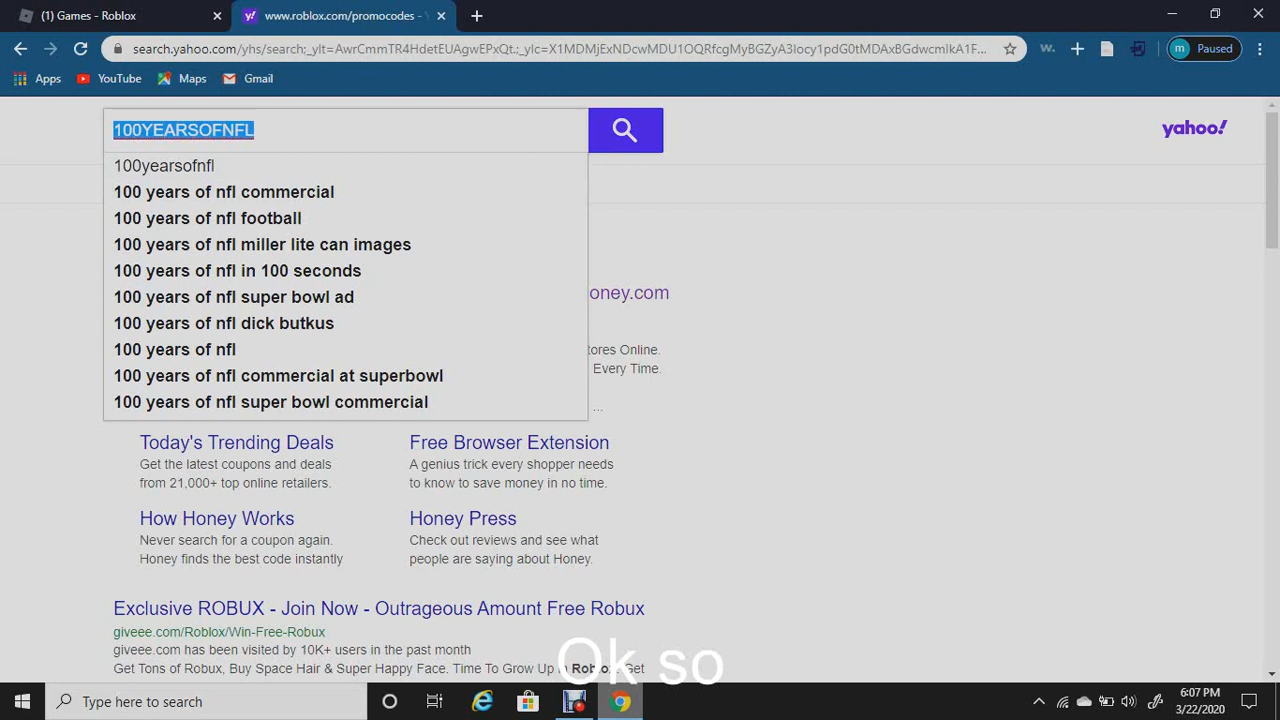 (1) Games - Roblox
www.roblox.com/promocodes - Y
search.yahoo.com/yhs/search;_ylt=AwrCmmTR4HdetEUAgwEPxQt.;_ylc=X1MDMjExNDcwMDU1OQRfcgMyBGZyA3locy1pdG0tMDAxBGdwcmlkA1F...
w.
m Paused
Apps
YouTube
Maps
Gmail
100YEARSOFNFL
yahoo!
100yearsofnfl
100 years of nfl commercial
100 years of nfl football
100 years of nfl miller lite can images
100 years of nfl in 100 seconds
oney.com
100 years of nfl super bowl ad
100 years of nfl dick butkus
100 years of nfl
tores Online.
Every Time.
100 years of nfl commercial at superbowl
100 years of nfl super bowl commercial
...
Today's Trending Deals
Get the latest coupons and deals
from 21,000+ top online retailers.
Free Browser Extension
A genius trick every shopper needs
to know to save money in no time.
How Honey Works
Never search for a coupon again.
Honey finds the best code instantly
Honey Press
Check out reviews and see what
people are saying about Honey.
Exclusive ROBUX - Join Now - Outrageous Amount Free Robux
giveee.com/Roblox/Win-Free-Robux
giveee.com has been visited by 10K+ users in the past month
Get Tons of Robux, Buy Space Hair & Super Happy Face. Time To Grow Up In Roblox. Get
Ok so
Type here to search
6:07 PM
3/22/2020